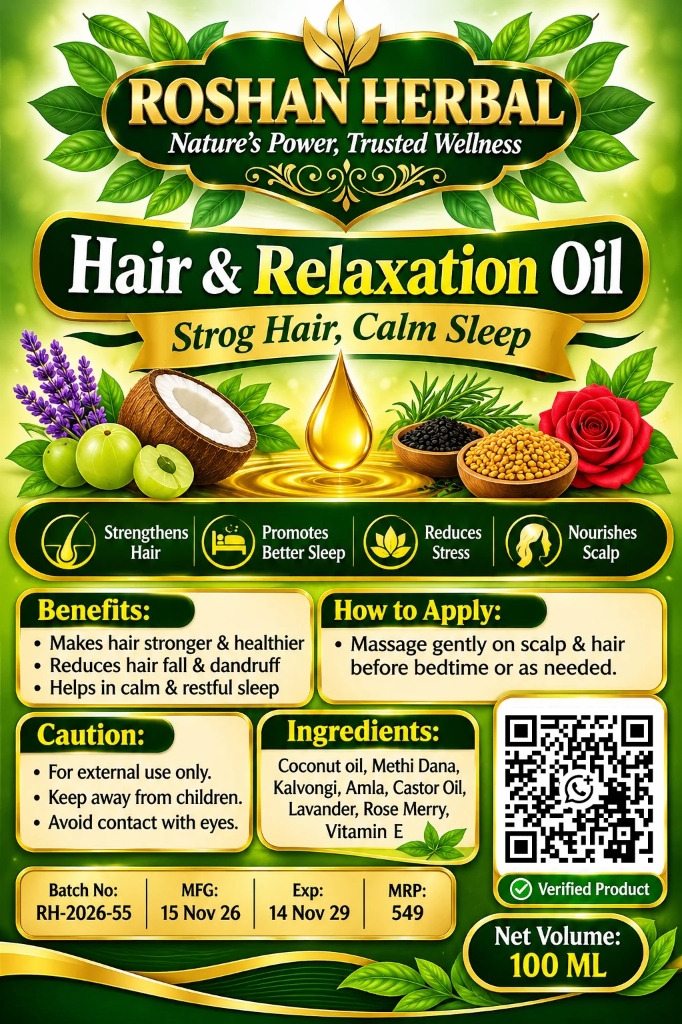 ROSHAN HERBAL
Nature's Power, Trusted Wellness
Hair & Relaxation Oil
Strog Hair, Calm Sleep
Strengthens
Hair
Promotes
Better Sleep
Reduces
Stress
Nourishes
Scalp
Benefits:
• Makes hair stronger & healthier
• Reduces hair fall & dandruff
• Helps in calm & restful sleep
How to Apply:
• Massage gently on scalp & hair
before bedtime or as needed.
Caution:
• For external use only.
• Keep away from children.
• Avoid contact with eyes.
Ingredients:
Coconut oil, Methi Dana,
Kalvongi, Amla, Castor Oil,
Lavander, Rose Merry,
Vitamin E
Verified Product
Batch No:
RH-2026-55
MFG:
15 Nov 26
Exp:
14 Nov 29
MRP:
549
Net Volume:
100 ML